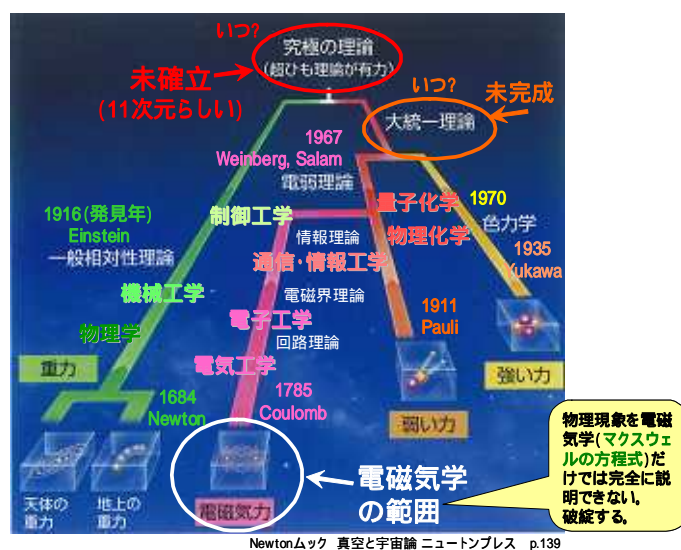 いつ?
究極の理論
(超ひも理論が有力)
未確立
(11次元らしい)
いつ?
未完成
大統一理論
1967
Weinberg, Salam
電弱理論
量子化学
1970
色力学
物理化学
1935
Yukawa
1916(発見年)
Einstein
一般相対性理論
制御工学
情報理論
通信・情報工学
機械工学
電磁界理論
物理学
電子工学
回路理論
1911
Pauli
重力
電気工学
強い力
1684
Newton
1785
Coulomb
弱い力
天体の
重力
地上の
重力
電磁気力
電磁気学
の範囲
物理現象を電磁
気学(マクスウェ
ルの方程式)だ
けでは完全に説
明できない。
破綻する。
Newtonムック 真空と宇宙論 ニュートンプレス p.139